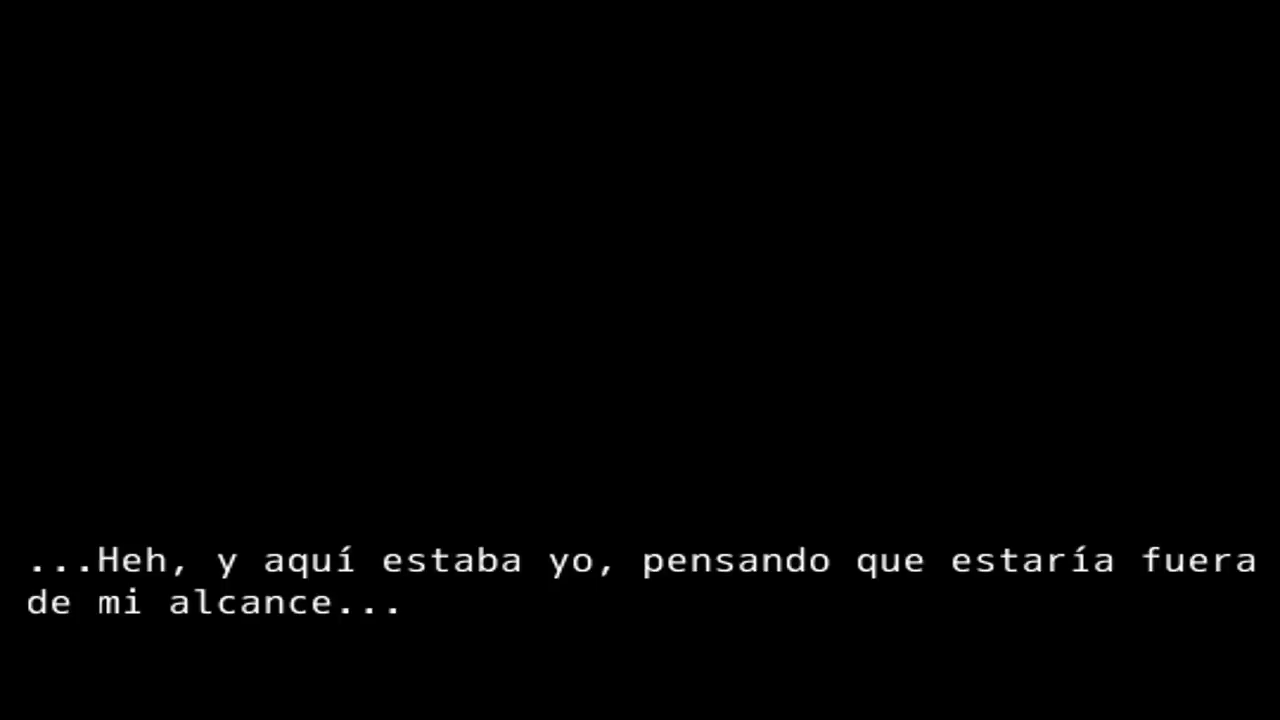 ...Heh, y aquí estaba yo, pensando que estaría fuera
de mi alcance...